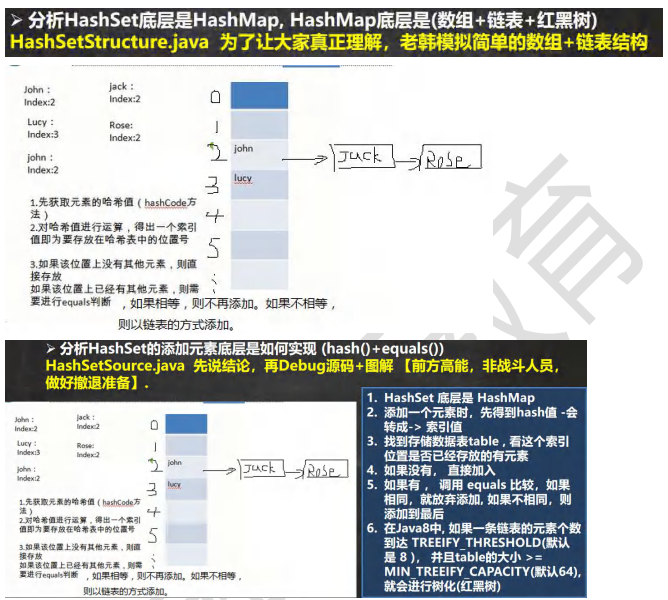 ➢ 分析HashSet底层是HashMap, HashMap底层是(数组+链表+红黑树)
HashSetStructure.java 为了让大家真正理解，老韩模拟简单的数组+链表结构
John：
Index:2
jack：
Index:2
Lucy：
Index:3
Rose:
Index:2
john：
Index:2
1.先获取元素的哈希值（hashCode方
法）
2.对哈希值进行运算，得出一个索引
值即为要存放在哈希表中的位置号
3.如果该位置上没有其他元素，则直
接存放
如果该位置上已经有其他元素，则需
要进行equals判断 ，如果相等，则不再添加。如果不相等，
则以链表的方式添加。
0
1
2 john
Jack
Rose
3 lucy
4
5
教育
➢ 分析HashSet的添加元素底层是如何实现 (hash()+equals())
HashSetSource.java 先说结论，再Debug源码+图解 【前方高能，非战斗人员，
做好撤退准备】.
John：
Index:2
jack：
Index:2
Lucy：
Index:3
Rose:
Index:2
john：
Index:2
1.先获取元素的哈希值（hashCode方
法）
2.对哈希值进行运算，得出一个索引
值即为要存放在哈希表中的位置号
3.如果该位置上没有其他元素，则直
接存放
如果该位置上已经有其他元素，则需
要进行equals判断 ，如果相等，则不再添加。如果不相等，
则以链表的方式添加。
0
1
2 john
Jack
Rose
3 lucy
4
5
1. HashSet 底层是 HashMap
2. 添加一个元素时，先得到hash值 -会
转成-> 索引值
3. 找到存储数据表table , 看这个索引
位置是否已经存放的有元素
4. 如果没有，直接加入
5. 如果有，调用 equals 比较，如果
相同，就放弃添加, 如果不相同，则
添加到最后
6. 在Java8中, 如果一条链表的元素个数
到达 TREEIFY_THRESHOLD(默认
是 8 )，并且table的大小 >=
MIN_TREEIFY_CAPACITY(默认64),
就会进行树化(红黑树)